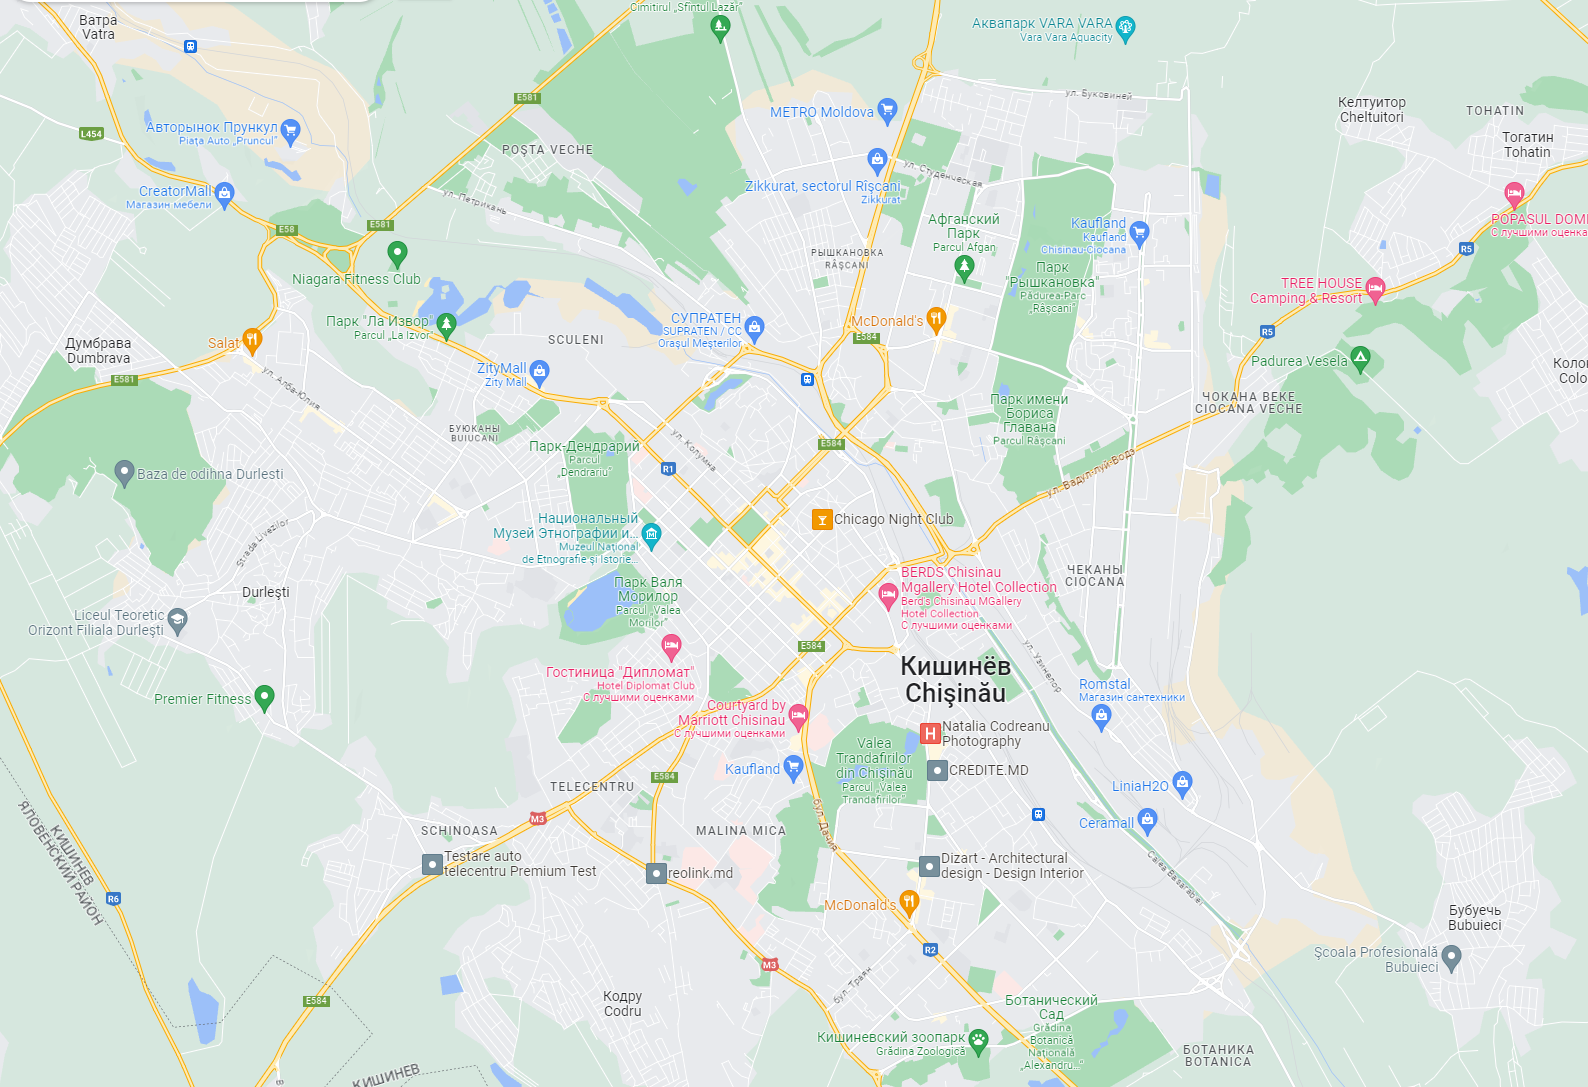 Cimitirul „Sfîntul Lazăr"
Ватра
Vatra
Аквапарк VARA VARA
Vara Vara Aquacity
E581
ул. Буковиней
Келтуитор
Cheltuitori
TOHATIN
METRO Moldova
Авторынок Прункул
Piața Auto „Pruncul"
L454
Тогатин
Tohatin
POȘTA VECHE
ул. Студенческая
CreatorMall
Магазин мебели
Zikkurat, sectorul Rîșcani
Zikkurat
ул. Петрикань
E58
E581
Афганский
Парк
Parcul Afgan
Kaufland
Kaufland
Chisinau-Ciocana
POPASUL DOMI
С лучшими оценка
R5
РЫШКАНОВКА
RÂȘCANI
Niagara Fitness Club
Парк
"Рышкановка"
Pădurea-Parc
„Râșcani"
TREE HOUSE
Camping & Resort
Парк "Ла Извор"
Parcul „La Izvor"
СУПРАТЕН
SUPRATEN / CC
Orașul Meșterilor
McDonald's
E584
R5
SCULENI
Salat
Думбрава
Dumbrava
ZityMall
Zity Mall
Padurea Vesela
Коло
Colo
E581
ул. Алба-Юлия
ЧОКАНА ВЕКЕ
CIOCANA VECHE
Парк имени
Бориса
Главана
Parcul Râșcani
БУЮКАНЫ
BUIUCANI
ул. Колумна
E584
Парк-Дендрарий
Parcul
„Dendrariu"
R1
ул. Вадул-луй-Водэ
Baza de odihna Durlesti
Национальный
Музей Этнографии и...
Muzeul Național
de Etnografie și Istorie...
Chicago Night Club
Strada Livezilor
ЧЕКАНЫ
CIOCANA
BERDS Chisinau
Mgallery Hotel Collection
Berd's Chisinau MGallery
Hotel Collection
С лучшими оценками
Durlești
Парк Валя
Морилор
Parcul „Valea
Morilor"
Liceul Teoretic
Orizont Filiala Durlești
E584
ул. Узинелор
Гостиница "Дипломат"
Hotel Diplomat Club
С лучшими оценками
Кишинёв
Chișinău
Romstal
Магазин сантехники
Premier Fitness
Courtyard by
Marriott Chisinau
С лучшими оценками
Natalia Codreanu
Photography
Valea
Trandafirilor
din Chișinău
Parcul „Valea
Trandafirilor"
Kaufland
CREDITE.MD
E584
TELECENTRU
LiniaH2O
Ceramall
M3
SCHINOASA
MALINA MICA
бул. Дачия
КИШИНЕВ
ЯЛОВЕНСКИЙ РАЙОН
Testare auto
telecentru Premium Test
reolink.md
Dizart - Architectural
design - Design Interior
Calea Basarabiei
R6
McDonald's
Бубуечь
Bubuieci
R2
Școala Profesională
Bubuieci
M3
бул. Траян
E584
Кодру
Codru
Ботанический
Сад
Grădina
Botanică
Națională
„Alexandru...
Кишиневский зоопарк
Grădina Zoologică
БОТАНИКА
BOTANICA
КИШИНЕВ